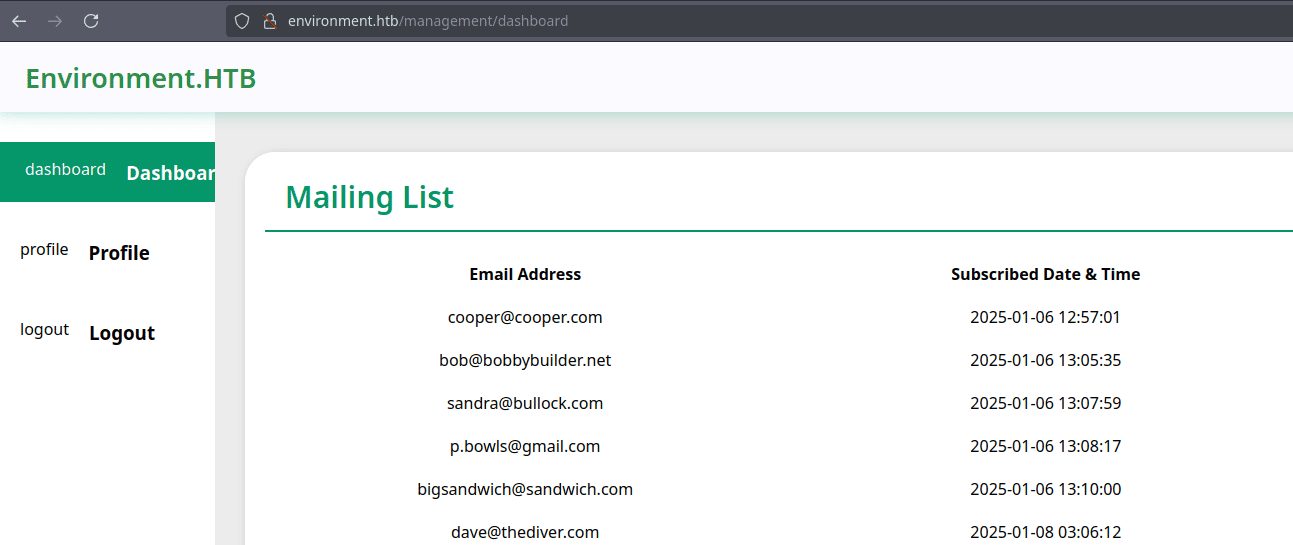 environment.htb/management/dashboard
Environment.HTB
dashboard Dashboar
profile Profile
logout Logout
Mailing List
Email Address Subscribed Date & Time
cooper@cooper.com 2025-01-06 12:57:01
bob@bobbybuilder.net 2025-01-06 13:05:35
sandra@bullock.com 2025-01-06 13:07:59
p.bowls@gmail.com 2025-01-06 13:08:17
bigsandwich@sandwich.com 2025-01-06 13:10:00
dave@thediver.com 2025-01-08 03:06:12